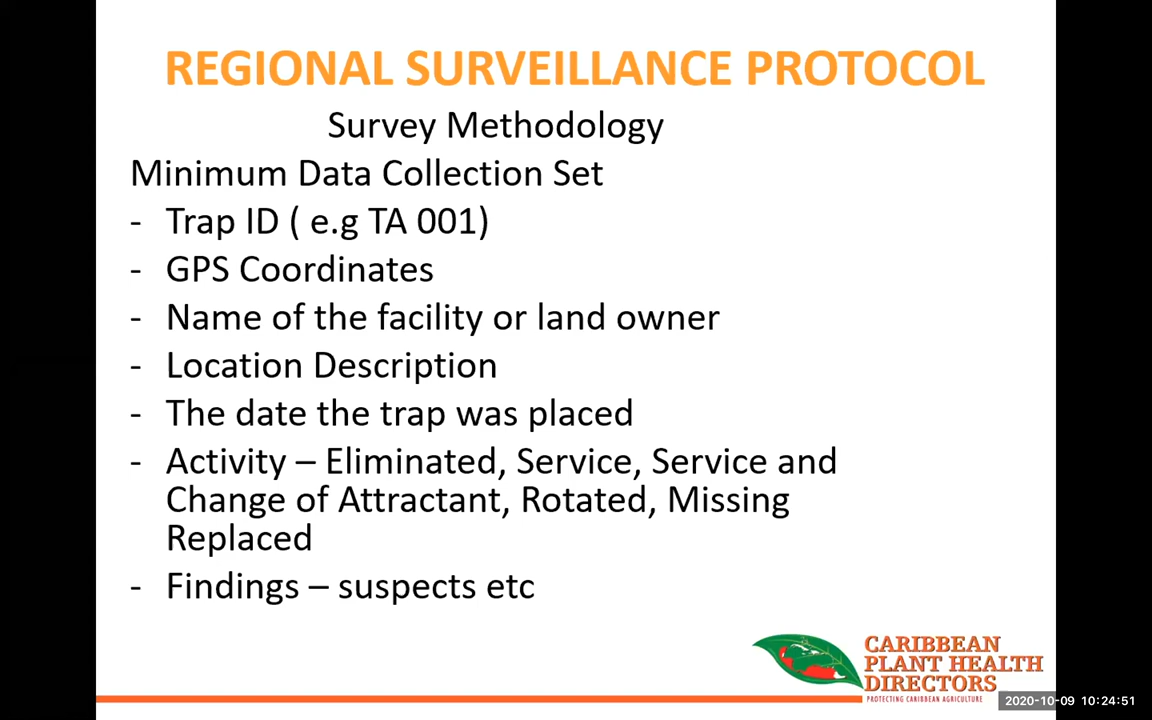 REGIONAL SURVEILLANCE PROTOCOL
Survey Methodology
Minimum Data Collection Set
- Trap ID ( e.g TA 001)
- GPS Coordinates
- Name of the facility or land owner
- Location Description
- The date the trap was placed
- Activity – Eliminated, Service, Service and
Change of Attractant, Rotated, Missing
Replaced
- Findings – suspects etc
CARIBBEAN
PLANT HEALTH
DIRECTORS
PROTECTING CARIBBEAN AGRICULTURE
2020-10-09 10:24:51